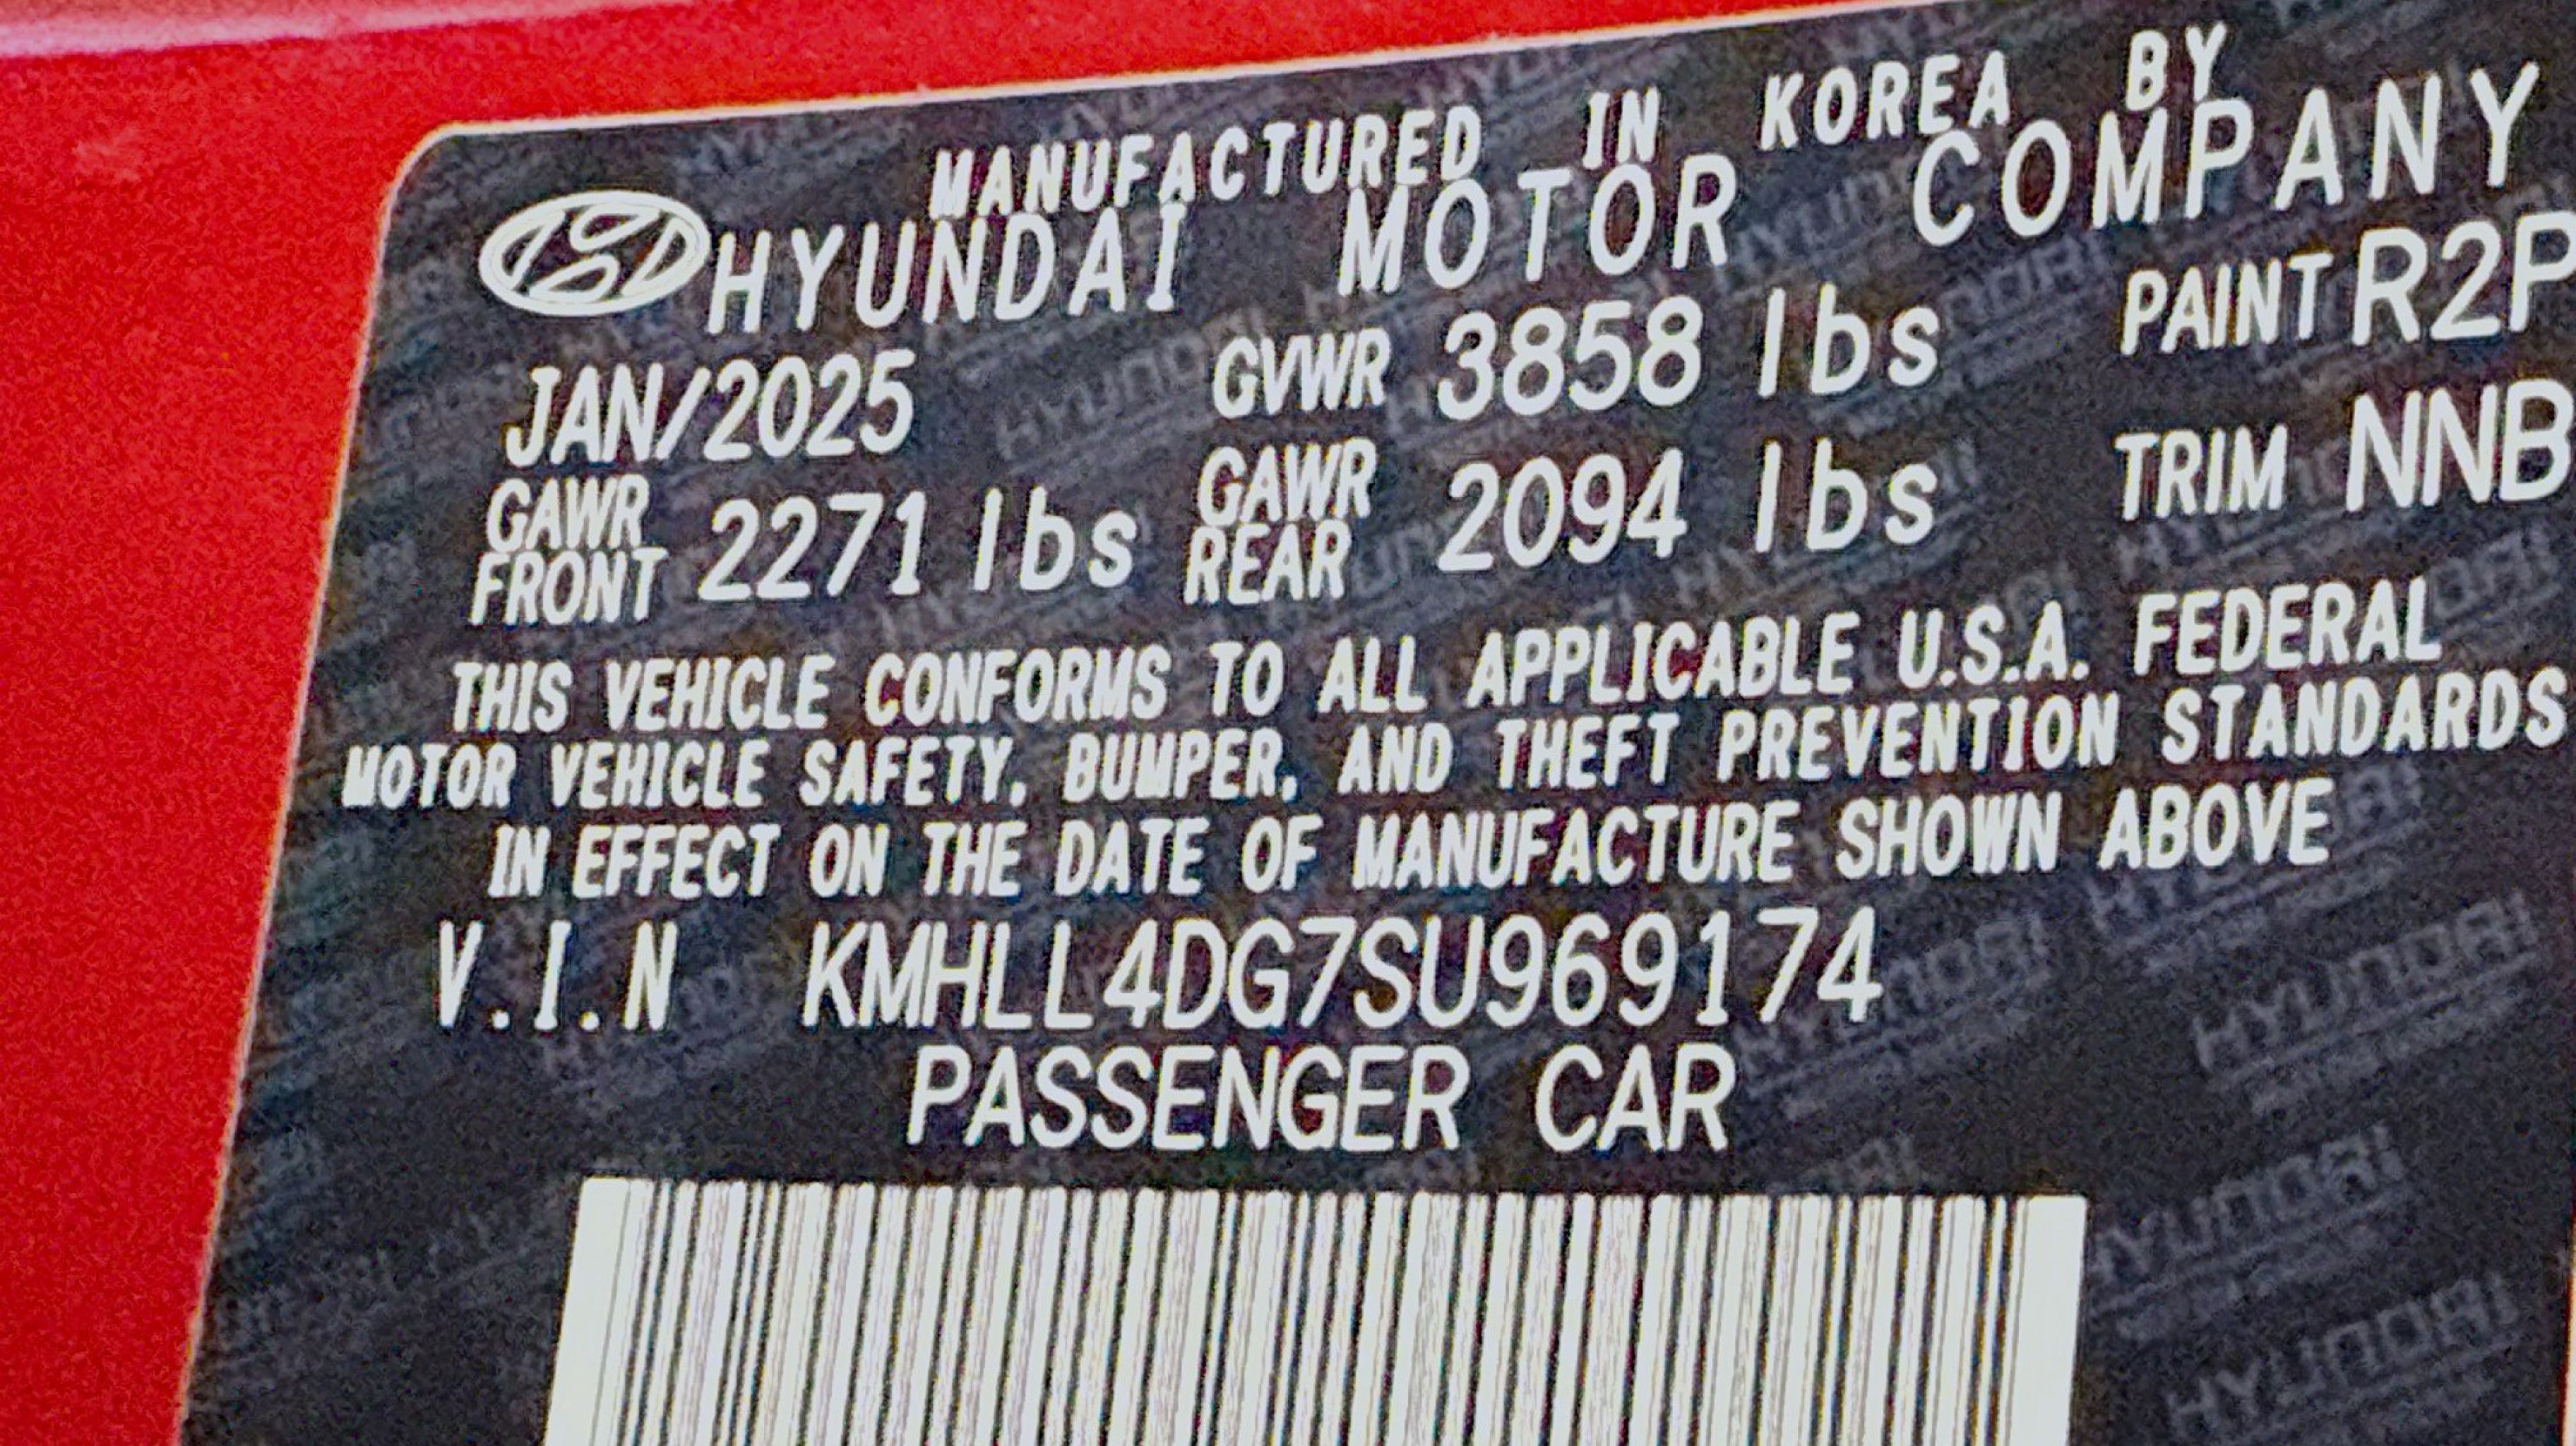 MANUFACTURED IN KOREA BY
HYUNDAI MOTOR COMPANY
JAN/2025 GVWR 3858 lbs PAINT R2P
GAWR FRONT 2271 lbs GAWR REAR 2094 lbs TRIM NNB
THIS VEHICLE CONFORMS TO ALL APPLICABLE U.S.A. FEDERAL
MOTOR VEHICLE SAFETY, BUMPER, AND THEFT PREVENTION STANDARDS
IN EFFECT ON THE DATE OF MANUFACTURE SHOWN ABOVE
V.I.N KMHLL4DG7SU969174
PASSENGER CAR